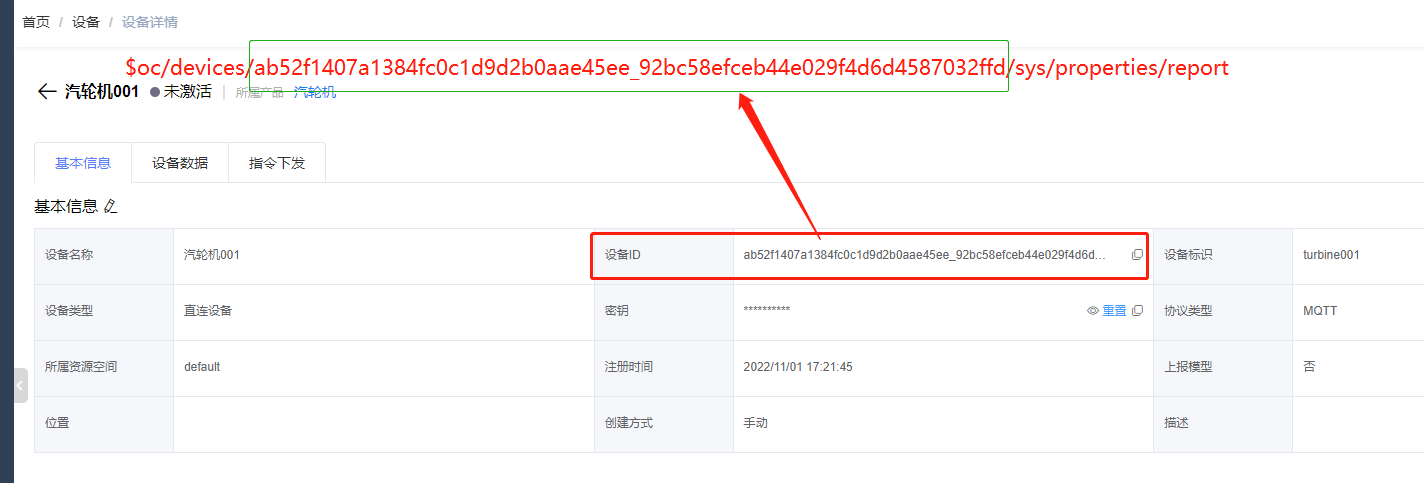 首页 / 设备 / 设备详情
$oc/devices/ab52f1407a1384fc0c1d9d2b0aae45ee_92bc58efceb44e029f4d6d4587032ffd/sys/properties/report
汽轮机001 未激活 | 所属产品 汽轮机
基本信息 设备数据 指令下发
基本信息
设备名称 汽轮机001 设备ID ab52f1407a1384fc0c1d9d2b0aae45ee_92bc58efceb44e029f4d6d... 设备标识 turbine001
设备类型 直连设备 密钥 ********** 重置 协议类型 MQTT
所属资源空间 default 注册时间 2022/11/01 17:21:45 上报模型 否
位置 创建方式 手动 描述